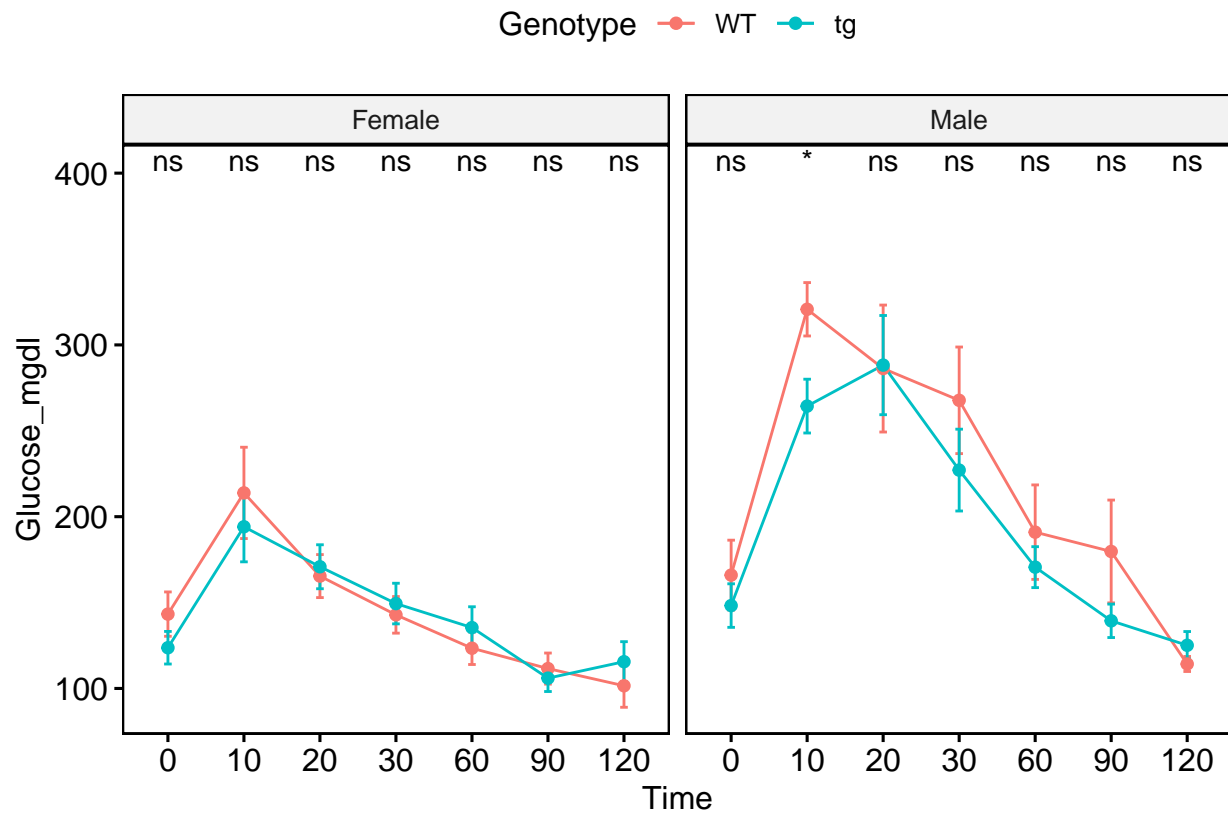 Genotype WT tg
Female Male
ns ns ns ns ns ns ns ns * ns ns ns ns ns
400
300
200
100
Glucose_mgdl
0 10 20 30 60 90 120 0 10 20 30 60 90 120
Time